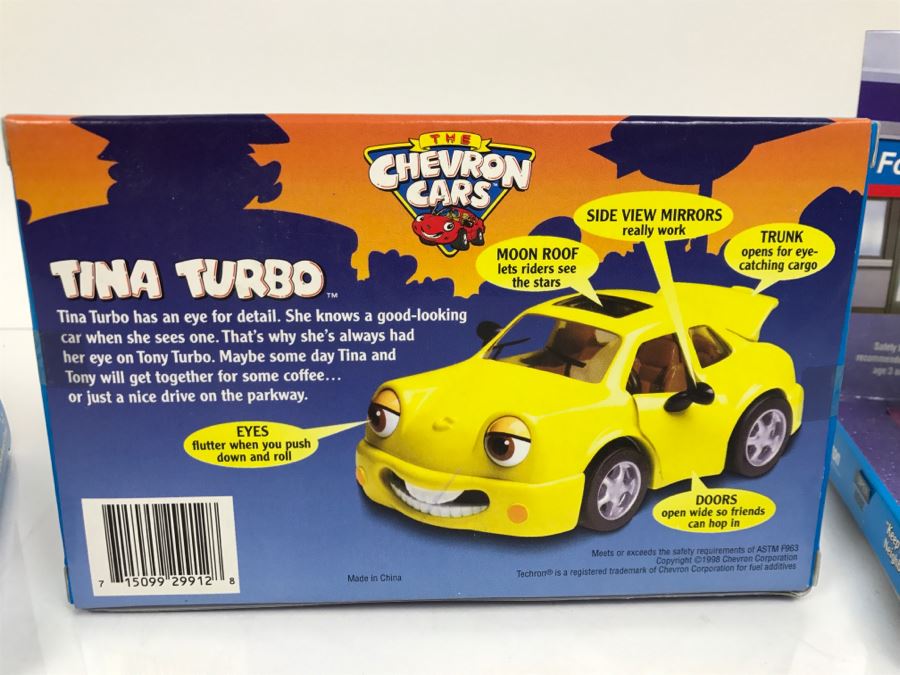 THE
CHEVRON
CARS™
TINA TURBO™
Tina Turbo has an eye for detail. She knows a good-looking
car when she sees one. That's why she's always had
her eye on Tony Turbo. Maybe some day Tina and
Tony will get together for some coffee...
or just a nice drive on the parkway.
SIDE VIEW MIRRORS
really work
MOON ROOF
lets riders see
the stars
TRUNK
opens for eye-
catching cargo
EYES
flutter when you push
down and roll
DOORS
open wide so friends
can hop in
7 15099 29912 8
Made in China
Meets or exceeds the safety requirements of ASTM F963
Copyright ©1998 Chevron Corporation
Techron® is a registered trademark of Chevron Corporation for fuel additives
Safety
age 3